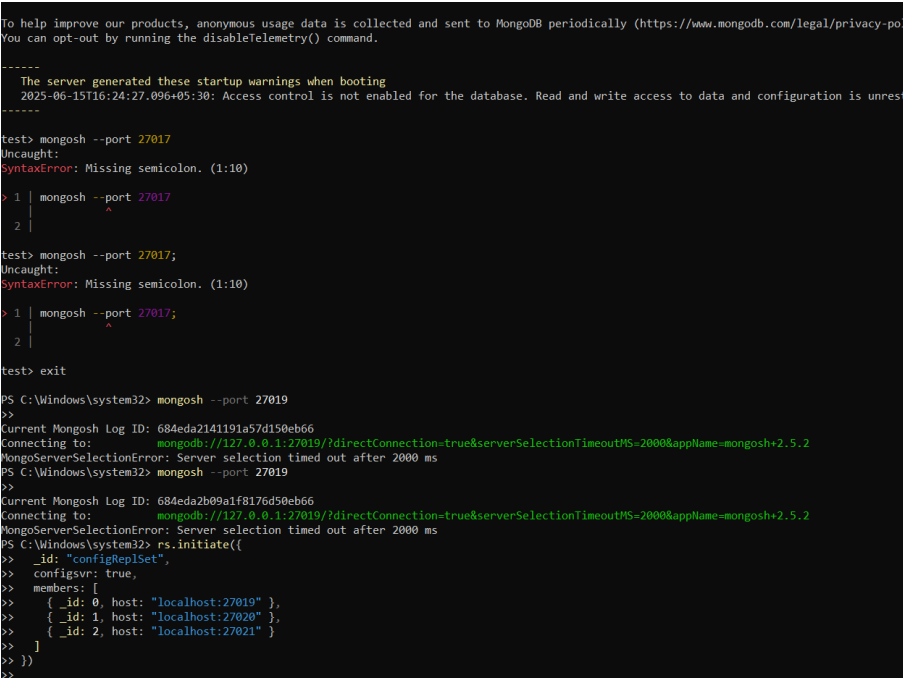 To help improve our products, anonymous usage data is collected and sent to MongoDB periodically (https://www.mongodb.com/legal/privacy-po
You can opt-out by running the disableTelemetry() command.
------
The server generated these startup warnings when booting
2025-06-15T16:24:27.096+05:30: Access control is not enabled for the database. Read and write access to data and configuration is unrest
------
test> mongosh --port 27017
Uncaught:
SyntaxError: Missing semicolon. (1:10)
> 1 | mongosh --port 27017
| ^
2 |
test> mongosh --port 27017;
Uncaught:
SyntaxError: Missing semicolon. (1:10)
> 1 | mongosh --port 27017;
| ^
2 |
test> exit
PS C:\Windows\system32> mongosh --port 27019
>>
Current Mongosh Log ID: 684eda2141191a57d150eb66
Connecting to: mongodb://127.0.0.1:27019/?directConnection=true&serverSelectionTimeoutMS=2000&appName=mongosh+2.5.2
MongoServerSelectionError: Server selection timed out after 2000 ms
PS C:\Windows\system32> mongosh --port 27019
>>
Current Mongosh Log ID: 684eda2b09a1f8176d50eb66
Connecting to: mongodb://127.0.0.1:27019/?directConnection=true&serverSelectionTimeoutMS=2000&appName=mongosh+2.5.2
MongoServerSelectionError: Server selection timed out after 2000 ms
PS C:\Windows\system32> rs.initiate({
>> _id: "configReplSet",
>> configsvr: true,
>> members: [
>> { _id: 0, host: "localhost:27019" },
>> { _id: 1, host: "localhost:27020" },
>> { _id: 2, host: "localhost:27021" }
>> ]
>> })
>>